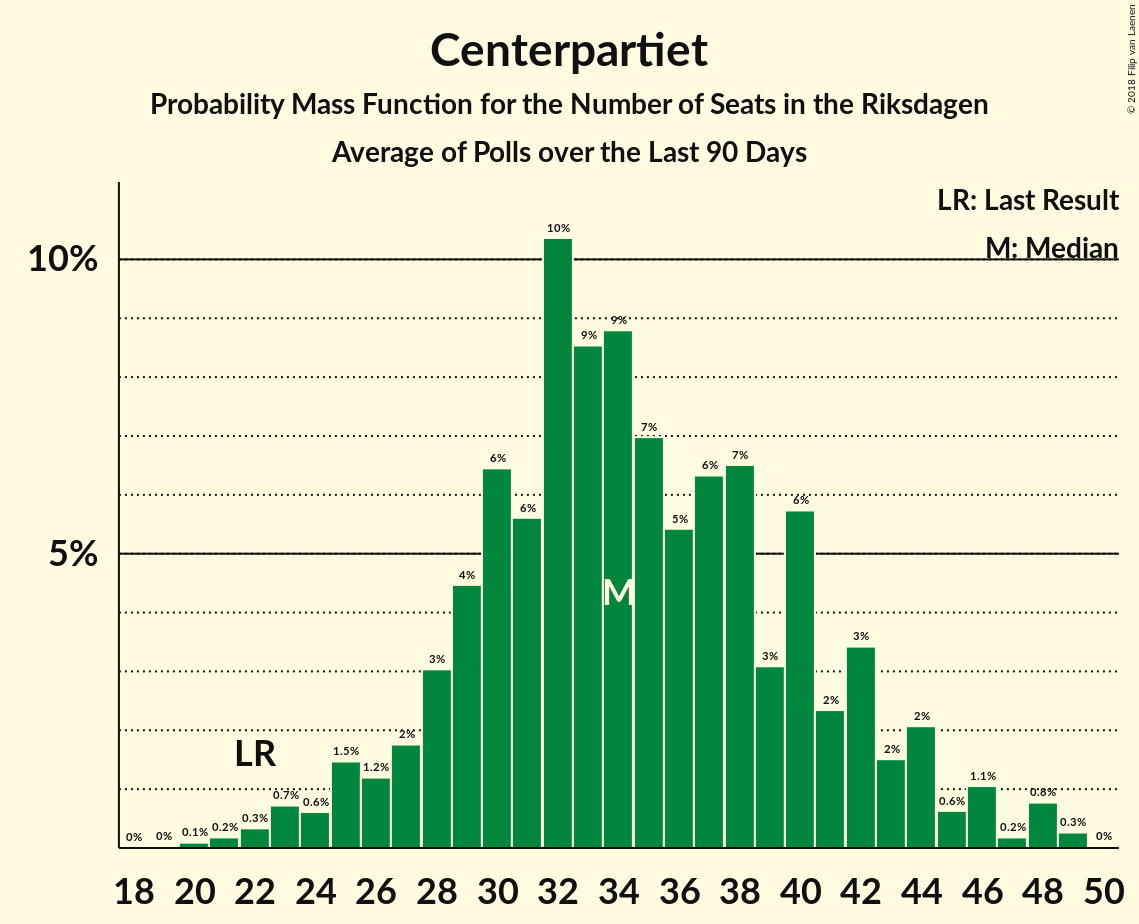 Centerpartiet
Probability Mass Function for the Number of Seats in the Riksdagen
Average of Polls over the Last 90 Days
© 2018 Filip van Laenen
LR: Last Result
M: Median
10%
5%
0% 0% 0.1% 0.2% 0.3% 0.7% 0.6% 1.5% 1.2% 2% 3% 4% 6% 6% 10% 9% 9% 7% 5% 6% 7% 3% 6% 2% 3% 2% 2% 0.6% 1.1% 0.2% 0.8% 0.3% 0%
LR
M
18 20 22 24 26 28 30 32 34 36 38 40 42 44 46 48 50